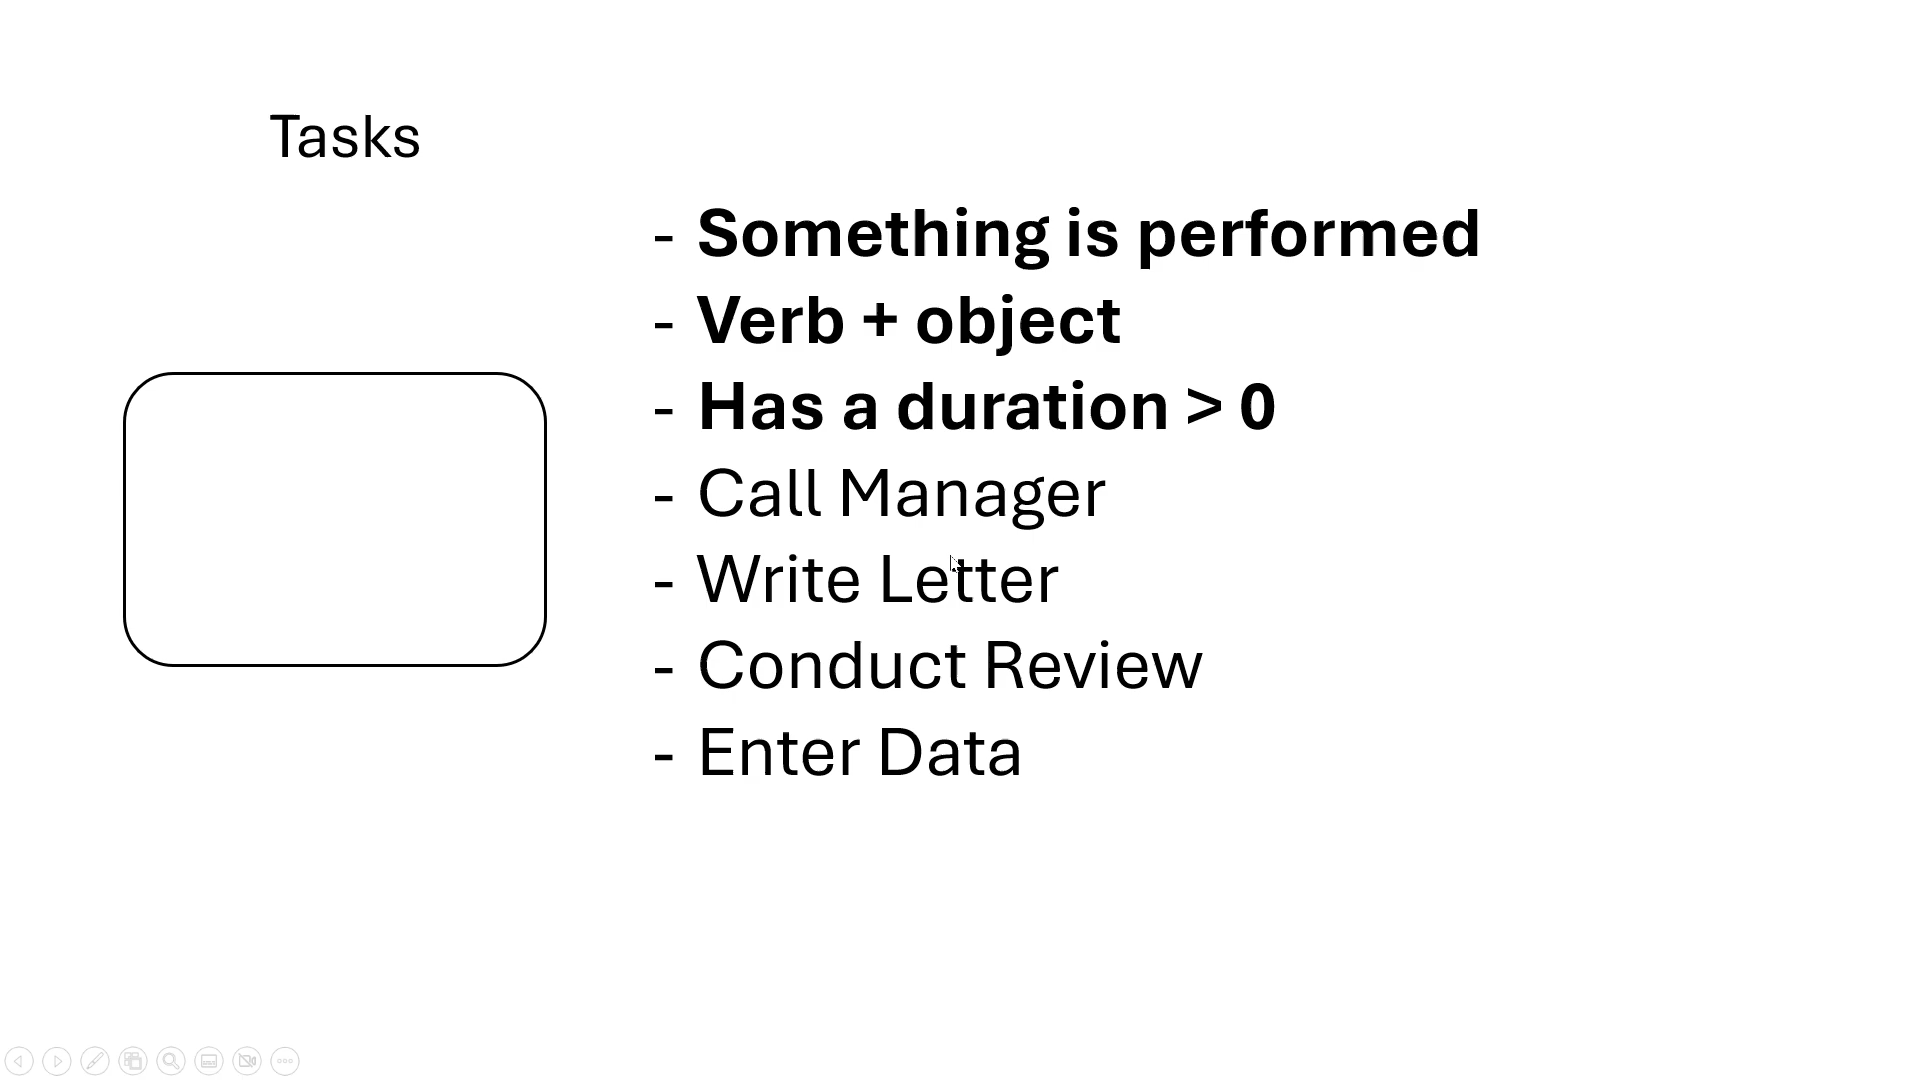 Tasks
- Something is performed
- Verb + object
- Has a duration > 0
- Call Manager
- Write Letter
- Conduct Review
- Enter Data